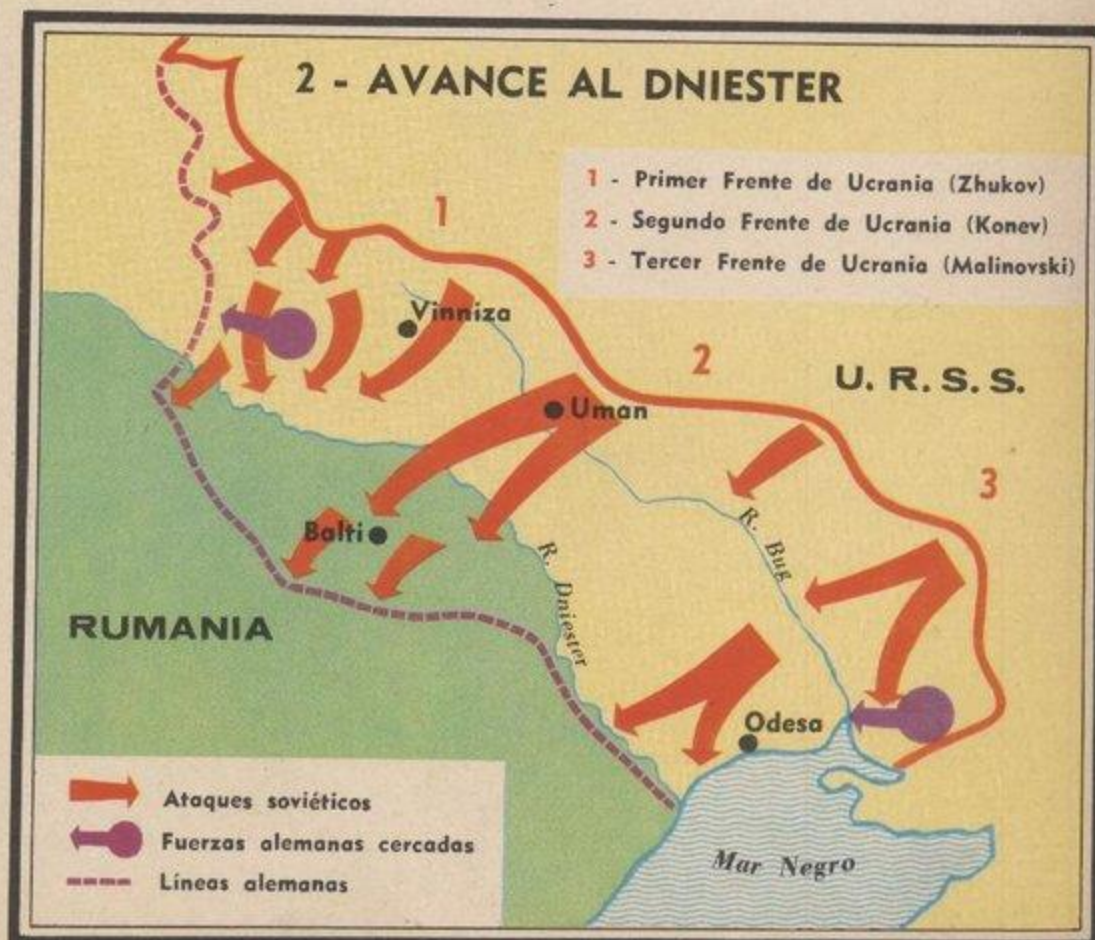 2 - AVANCE AL DNIESTER
1 - Primer Frente de Ucrania (Zhukov)
2 - Segundo Frente de Ucrania (Konev)
3 - Tercer Frente de Ucrania (Malinovski)
1
Vinniza
2
U. R. S. S.
Uman
3
Balti
R. Bug
R. Dniester
RUMANIA
Odesa
Mar Negro
Ataques soviéticos
Fuerzas alemanas cercadas
Líneas alemanas